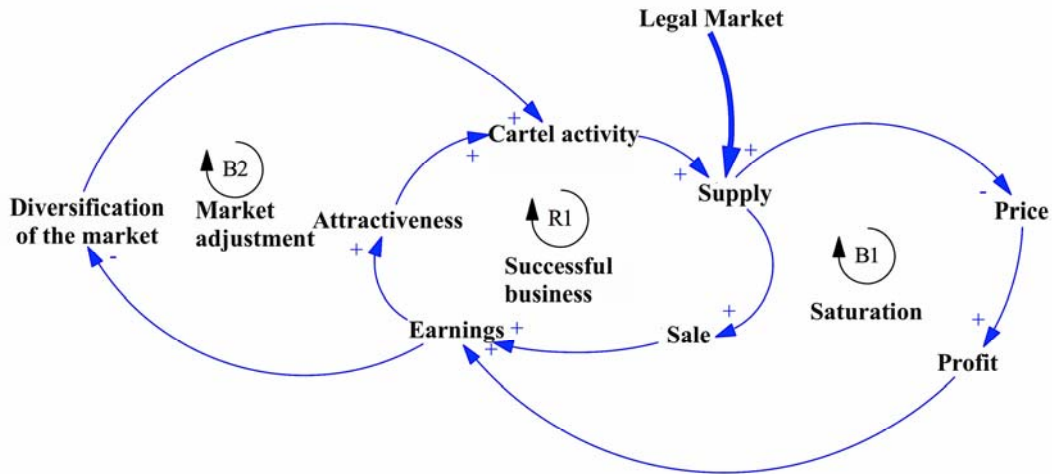 Legal Market
+
Cartel activity
+
+
+
Supply
B2
Diversification
of the market
-
Market
adjustment
Attractiveness
+
R1
Successful
business
-
Price
B1
Saturation
+
Earnings
+
+
Sale
+
+
Profit